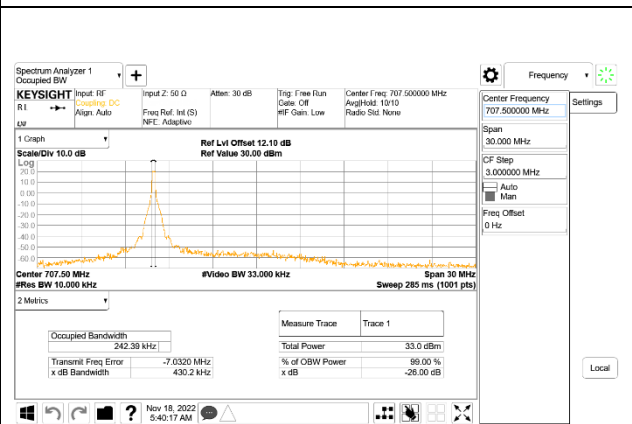 Spectrum Analyzer 1
Occupied BW
Frequency
KEYSIGHT
Input: RF
Coupling: DC
Align: Auto
Input Z: 50 Ω
Freq Ref: Int (S)
NFE: Adaptive
Atten: 30 dB
Trig: Free Run
Gate: Off
#IF Gain: Low
Center Freq: 707.500000 MHz
Avg|Hold: 10/10
Radio Std: None
Center Frequency
707.500000 MHz
Settings
Span
30.000 MHz
CF Step
3.000000 MHz
Auto
Man
Freq Offset
0 Hz
1 Graph
Scale/Div 10.0 dB
Ref Lvl Offset 12.10 dB
Ref Value 30.00 dBm
Log
20.0
10.0
0.00
-10.0
-20.0
-30.0
-40.0
-50.0
-60.0
Center 707.50 MHz
#Res BW 10.000 kHz
#Video BW 33.000 kHz
Span 30 MHz
Sweep 285 ms (1001 pts)
2 Metrics
Occupied Bandwidth
242.39 kHz
Transmit Freq Error -7.0320 MHz
x dB Bandwidth 430.2 kHz
Measure Trace Trace 1
Total Power 33.0 dBm
% of OBW Power 99.00 %
x dB -26.00 dB
Local
Nov 18, 2022
5:40:17 AM